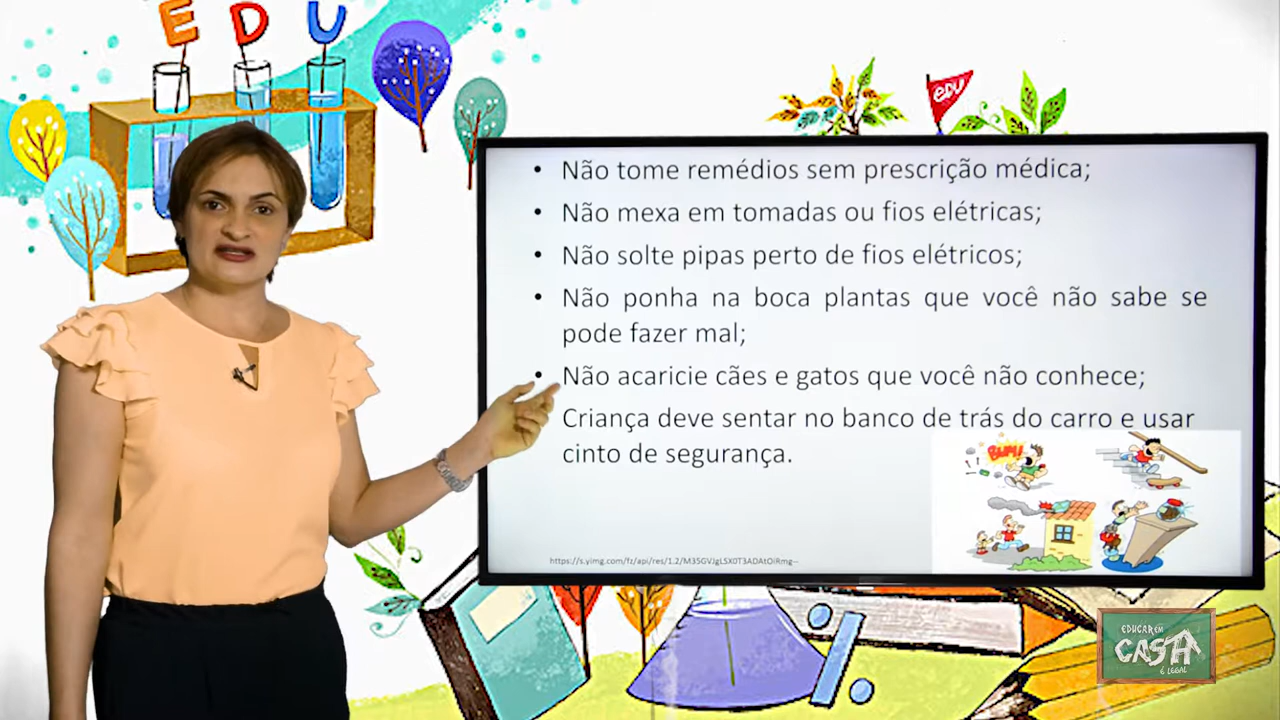 EDU
EDU
• Não tome remédios sem prescrição médica;
• Não mexa em tomadas ou fios elétricas;
• Não solte pipas perto de fios elétricos;
• Não ponha na boca plantas que você não sabe se
pode fazer mal;
• Não acaricie cães e gatos que você não conhece;
Criança deve sentar no banco de trás do carro e usar
cinto de segurança.
BUM!
EDUCAR EM
CASA
É LEGAL